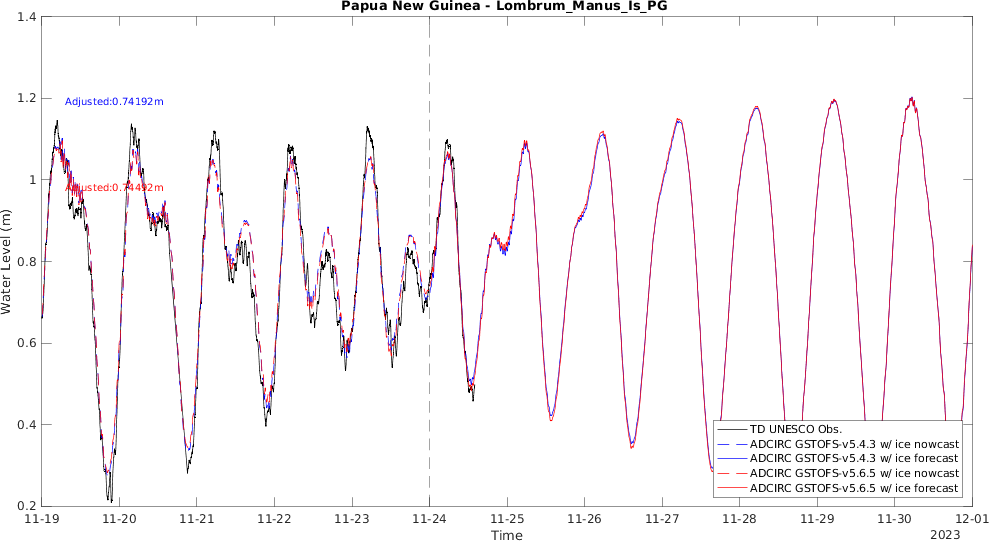 Papua New Guinea - Lombrum_Manus_Is_PG
1.4
1.2
1
0.8
0.6
0.4
0.2
Water Level (m)
Adjusted:0.74192m
Adjusted:0.74492m
TD UNESCO Obs.
ADCIRC GSTOFS-v5.4.3 w/ ice nowcast
ADCIRC GSTOFS-v5.4.3 w/ ice forecast
ADCIRC GSTOFS-v5.6.5 w/ ice nowcast
ADCIRC GSTOFS-v5.6.5 w/ ice forecast
11-19 11-20 11-21 11-22 11-23 11-24 11-25 11-26 11-27 11-28 11-29 11-30 12-01
Time
2023